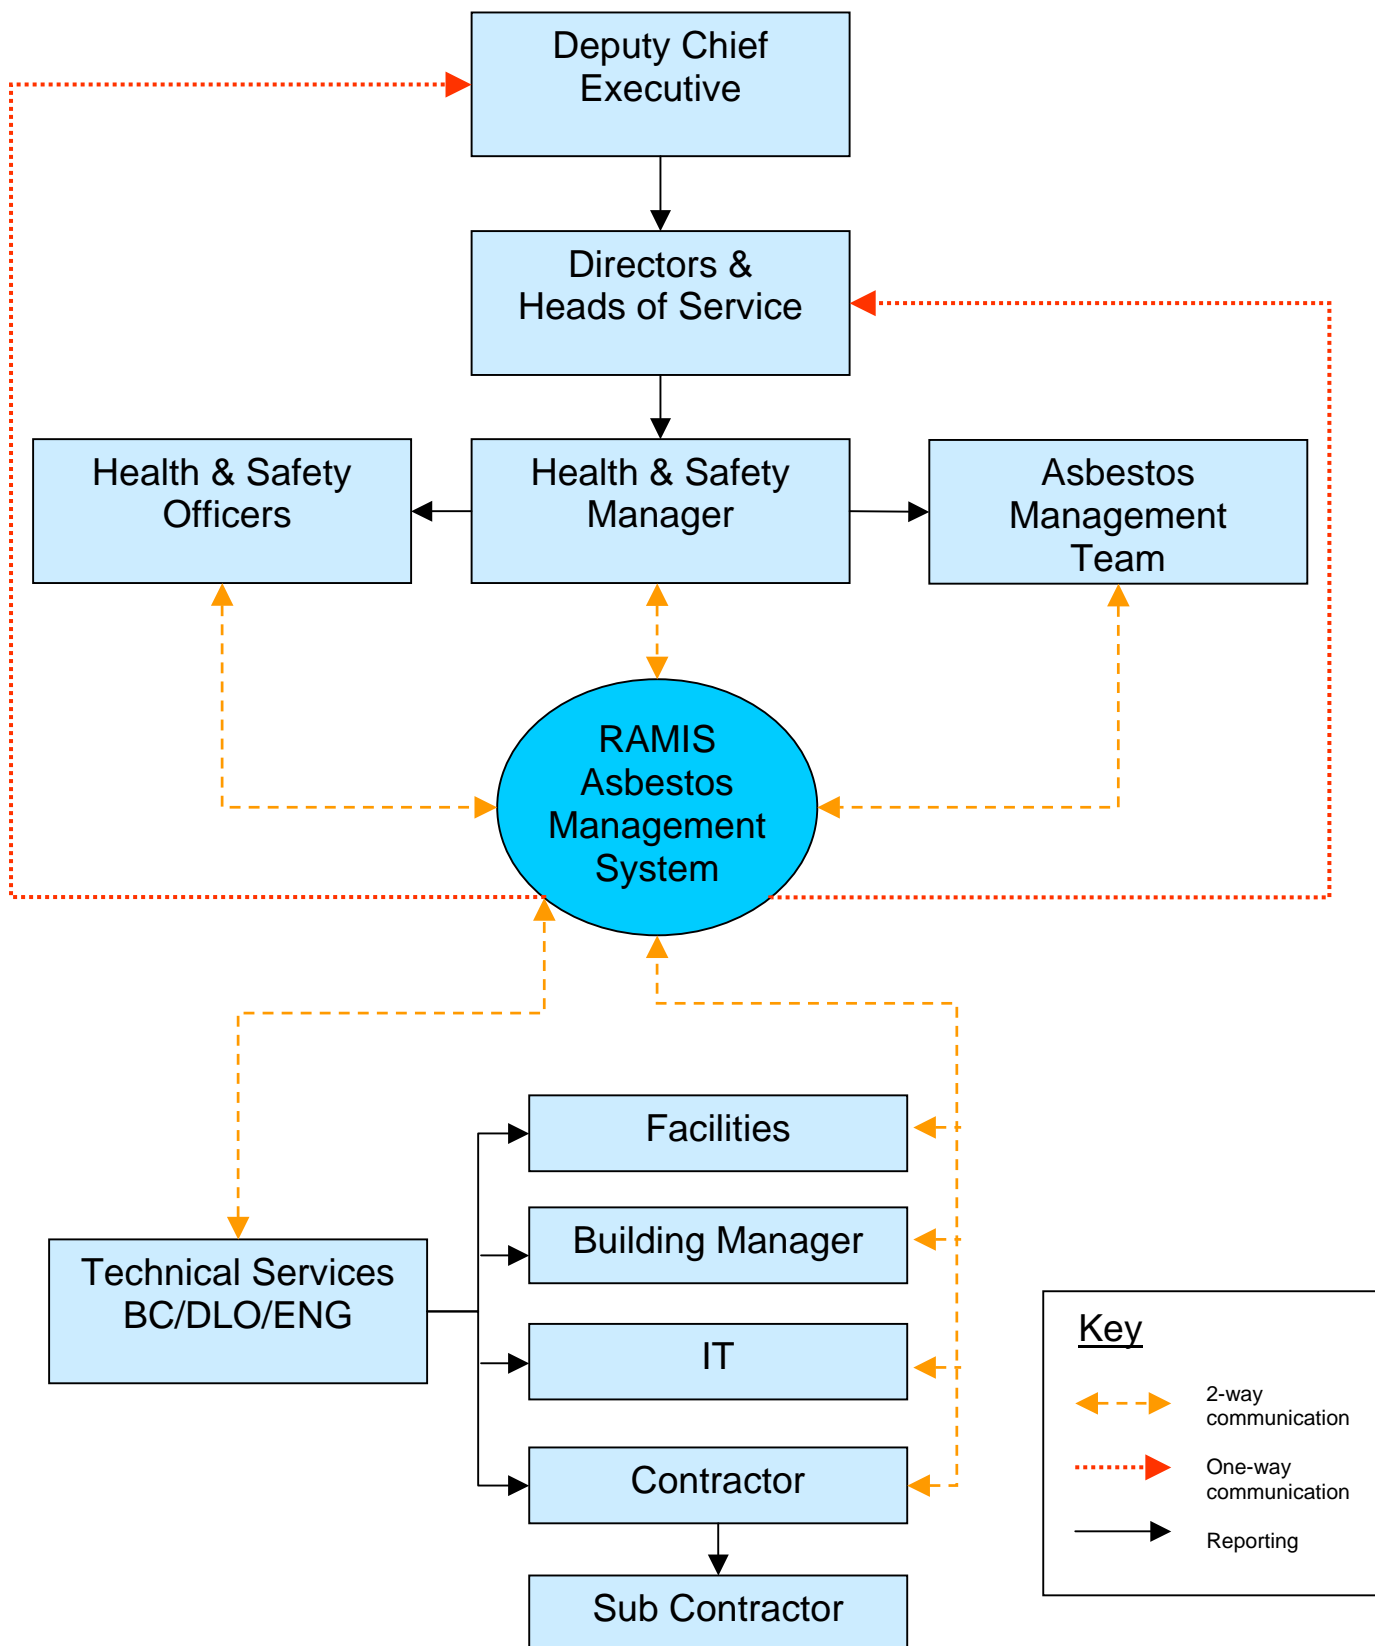 Deputy Chief
Executive
Directors &
Heads of Service
Health & Safety
Officers
Health & Safety
Manager
Asbestos
Management
Team
RAMIS
Asbestos
Management
System
Facilities
Building Manager
Technical Services
BC/DLO/ENG
IT
Contractor
Sub Contractor
Key
2-way
communication
One-way
communication
Reporting